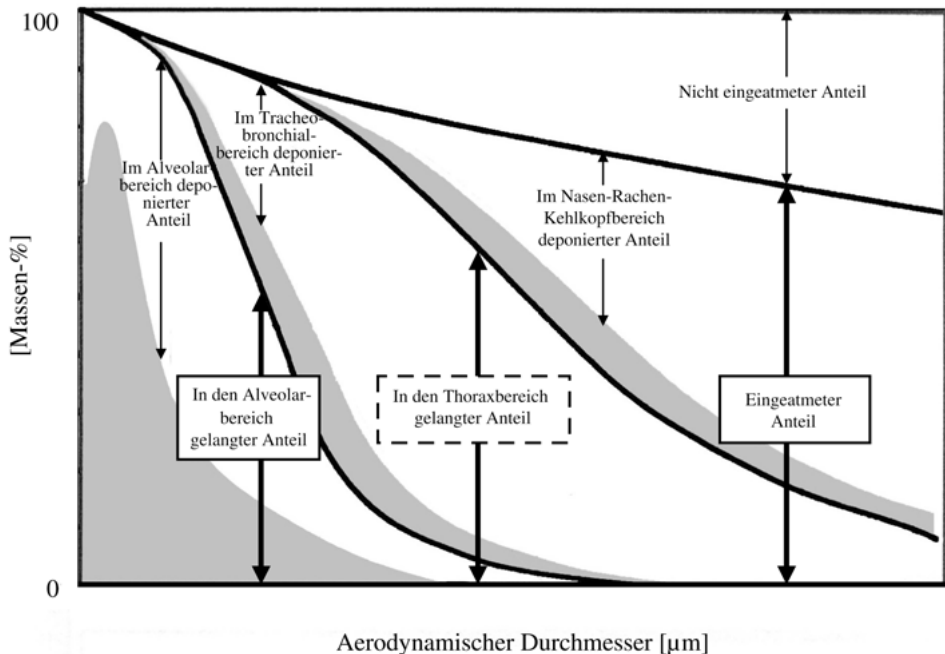 100
Nicht eingeatmeter Anteil
Im Tracheo-
bronchial-
bereich deponier-
ter Anteil
Im Alveolar-
bereich depo-
nierter
Anteil
Im Nasen-Rachen-
Kehlkopfbereich
deponierter Anteil
[Massen-%]
In den Alveolar-
bereich
gelangter Anteil
In den Thoraxbereich
gelangter Anteil
Eingeatmeter
Anteil
0
Aerodynamischer Durchmesser [µm]